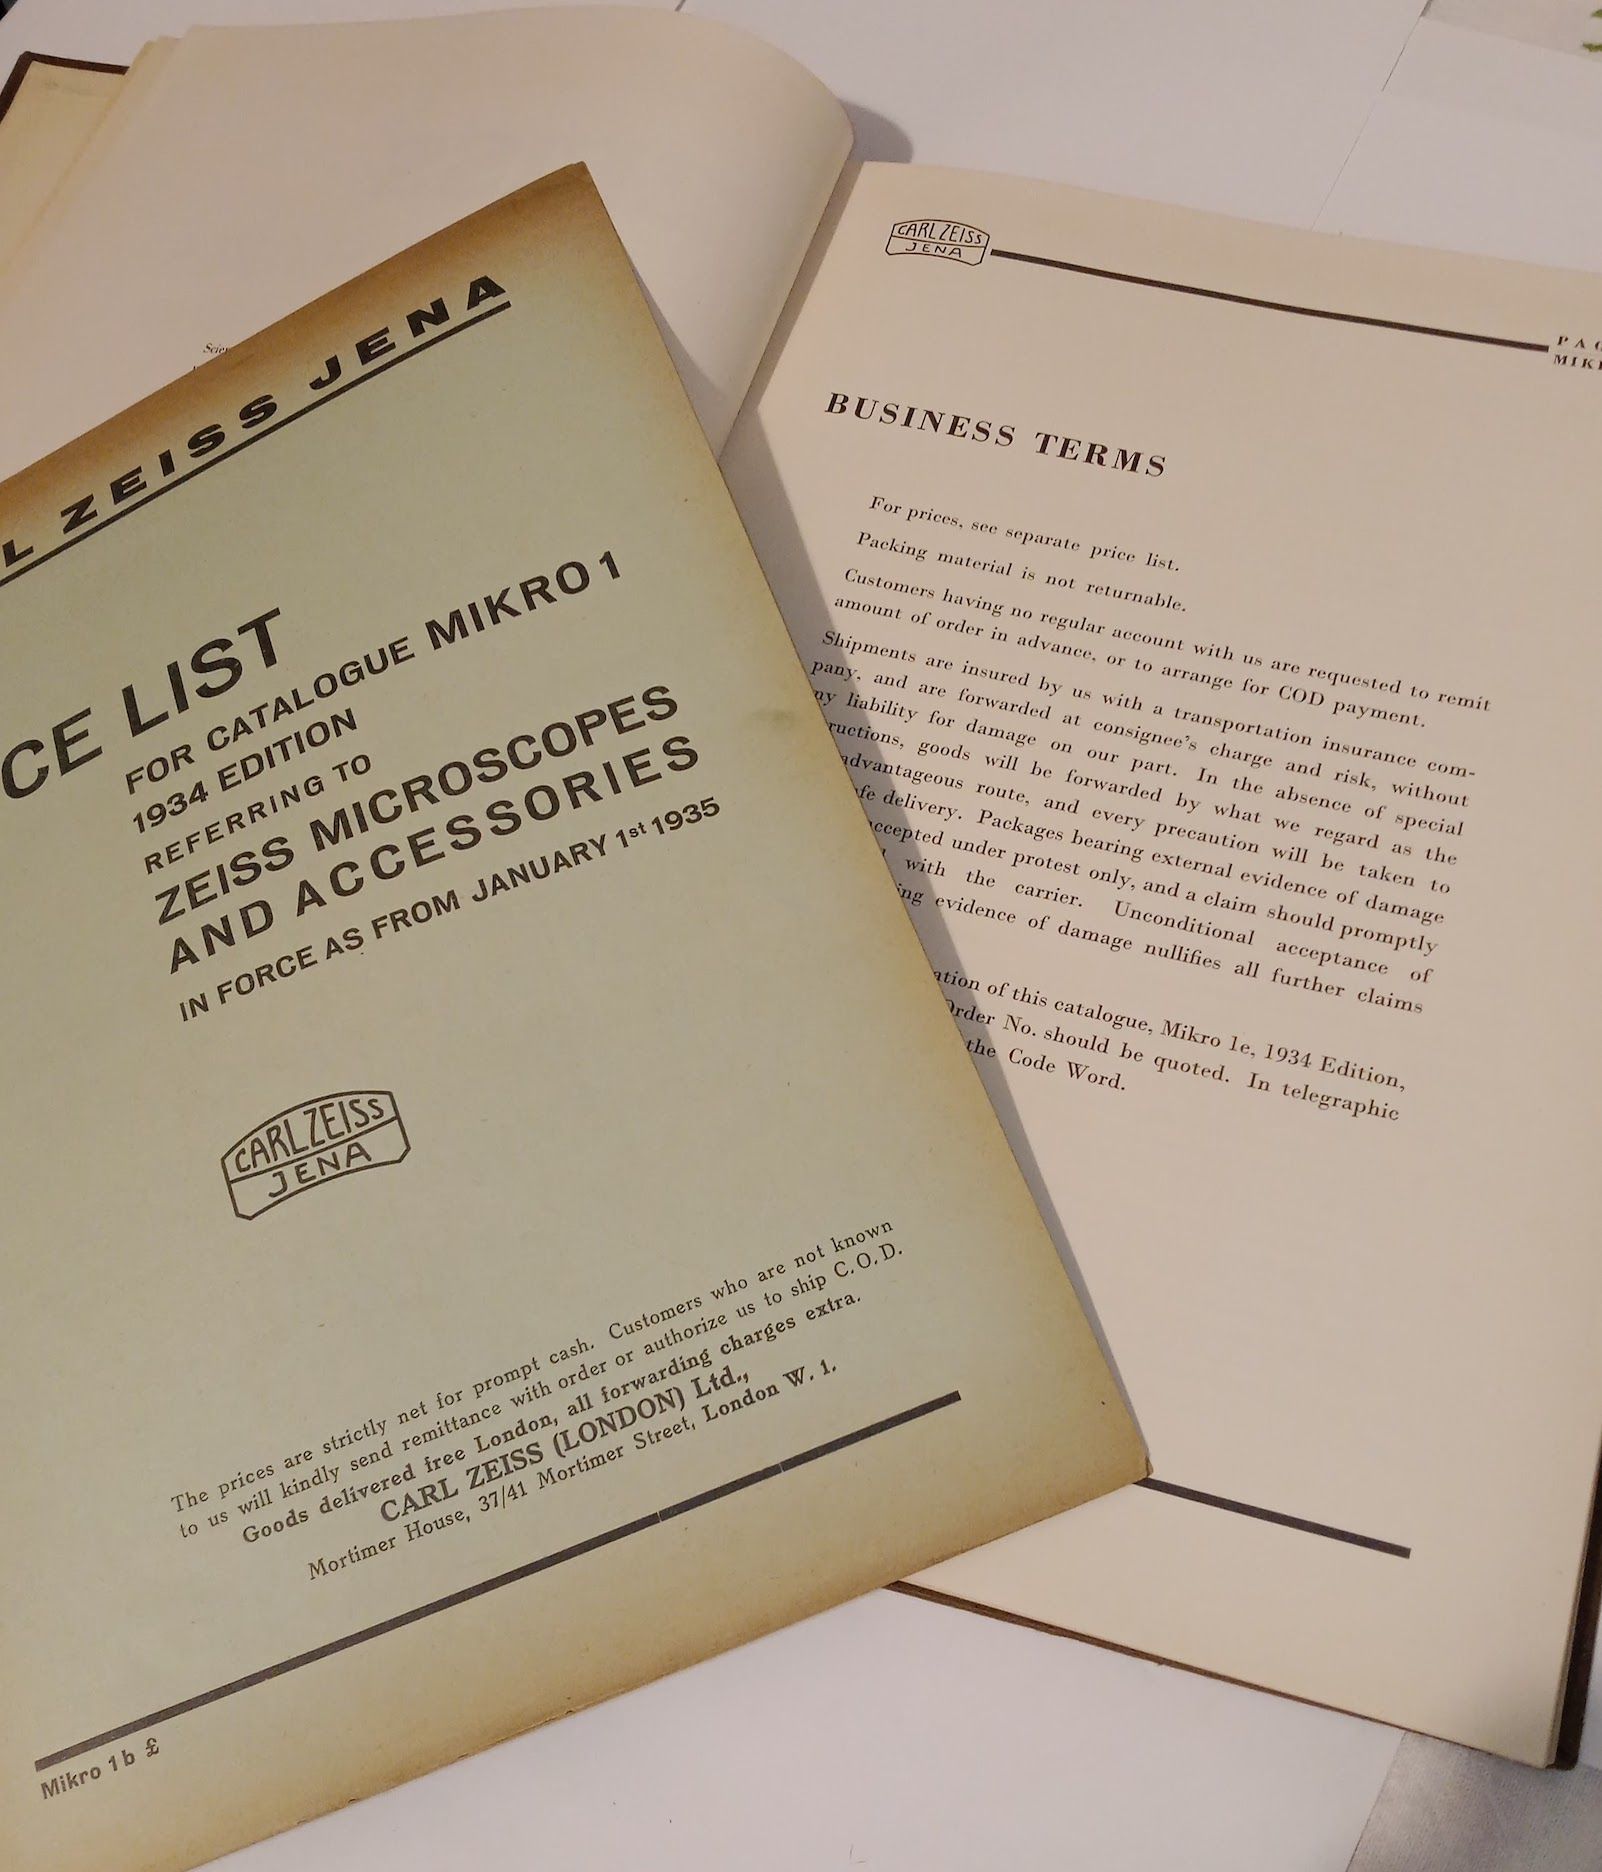 ZEISS JENA
LIST
FOR CATALOGUE MIKRO 1
1934 EDITION
REFERRING TO
ZEISS MICROSCOPES
AND ACCESSORIES
IN FORCE AS FROM JANUARY 1st 1935
CARL ZEISS
JENA
The prices are strictly net for prompt cash. Customers who are not known
to us will kindly send remittance with order or authorize us to ship C.O.D.
Goods delivered free London, all forwarding charges extra.
CARL ZEISS (LONDON) Ltd.,
Mortimer House, 37/41 Mortimer Street, London W. 1.
Mikro 1b £
CARL ZEISS
JENA
BUSINESS TERMS
For prices, see separate price list.
Packing material is not returnable.
Customers having no regular account with us are requested to remit
amount of order in advance, or to arrange for COD payment.
Shipments are insured by us with a transportation insurance com-
pany, and are forwarded at consignee's charge and risk, without
liability for damage on our part. In the absence of special
goods will be forwarded by what we regard as the
advantageous route, and every precaution will be taken to
delivery. Packages bearing external evidence of damage
accepted under protest only, and a claim should promptly
with the carrier. Unconditional acceptance of
evidence of damage nullifies all further claims
of this catalogue, Mikro 1e, 1934 Edition,
Order No. should be quoted. In telegraphic
the Code Word.